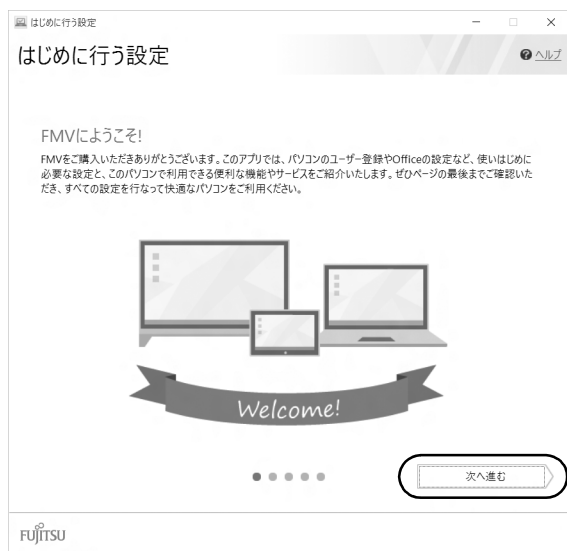 はじめに行う設定
はじめに行う設定
ヘルプ
FMVにようこそ!
FMVをご購入いただきありがとうございます。このアプリでは、パソコンのユーザー登録やOfficeの設定など、使いはじめに
必要な設定と、このパソコンで利用できる便利な機能やサービスをご紹介いたします。ぜひページの最後までご確認いた
だき、すべての設定を行なって快適なパソコンをご利用ください。
Welcome!
次へ進む
FUJITSU